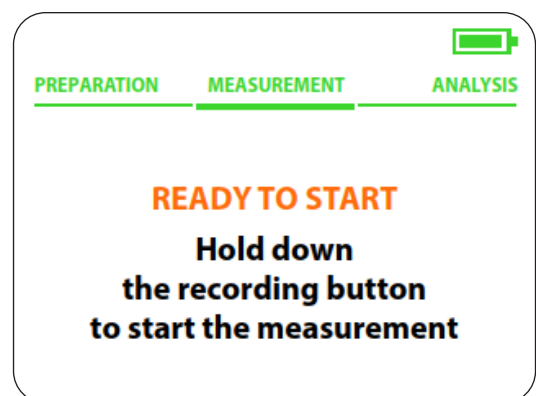 PREPARATION MEASUREMENT ANALYSIS
READY TO START
Hold down
the recording button
to start the measurement